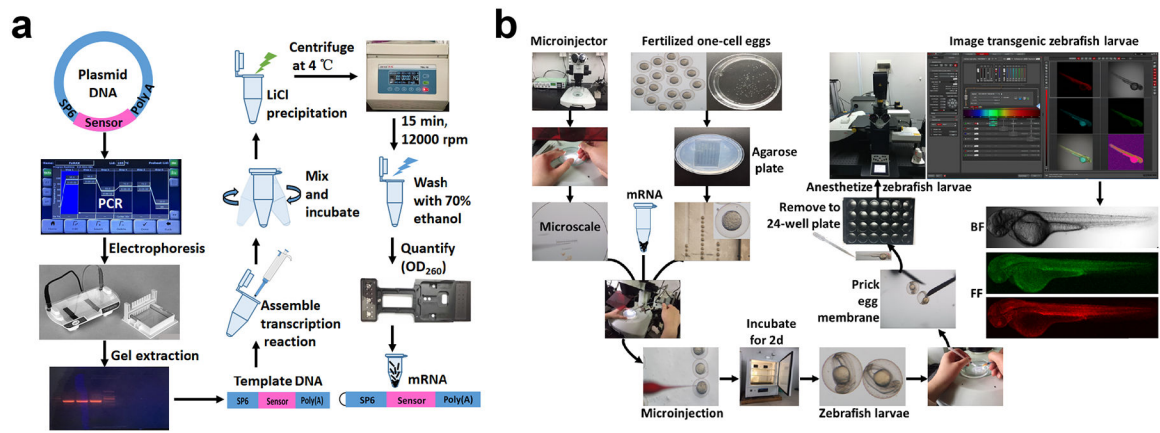 a
Plasmid
DNA
SP6
Sensor
Poly A
PCR
Electrophoresis
Gel extraction
Template DNA
SP6 Sensor Poly(A)
Assemble
transcription
reaction
Mix
and
incubate
LiCl
precipitation
Centrifuge
at 4 ℃
15 min,
12000 rpm
Wash
with 70%
ethanol
Quantify
(OD260)
mRNA
SP6 Sensor Poly(A)
b
Microinjector
Fertilized one-cell eggs
Image transgenic zebrafish larvae
Agarose
plate
mRNA
Microscale
Microinjection
Incubate
for 2d
Zebrafish larvae
Prick
egg
membrane
Remove to
24-well plate
Anesthetize zebrafish larvae
BF
FF